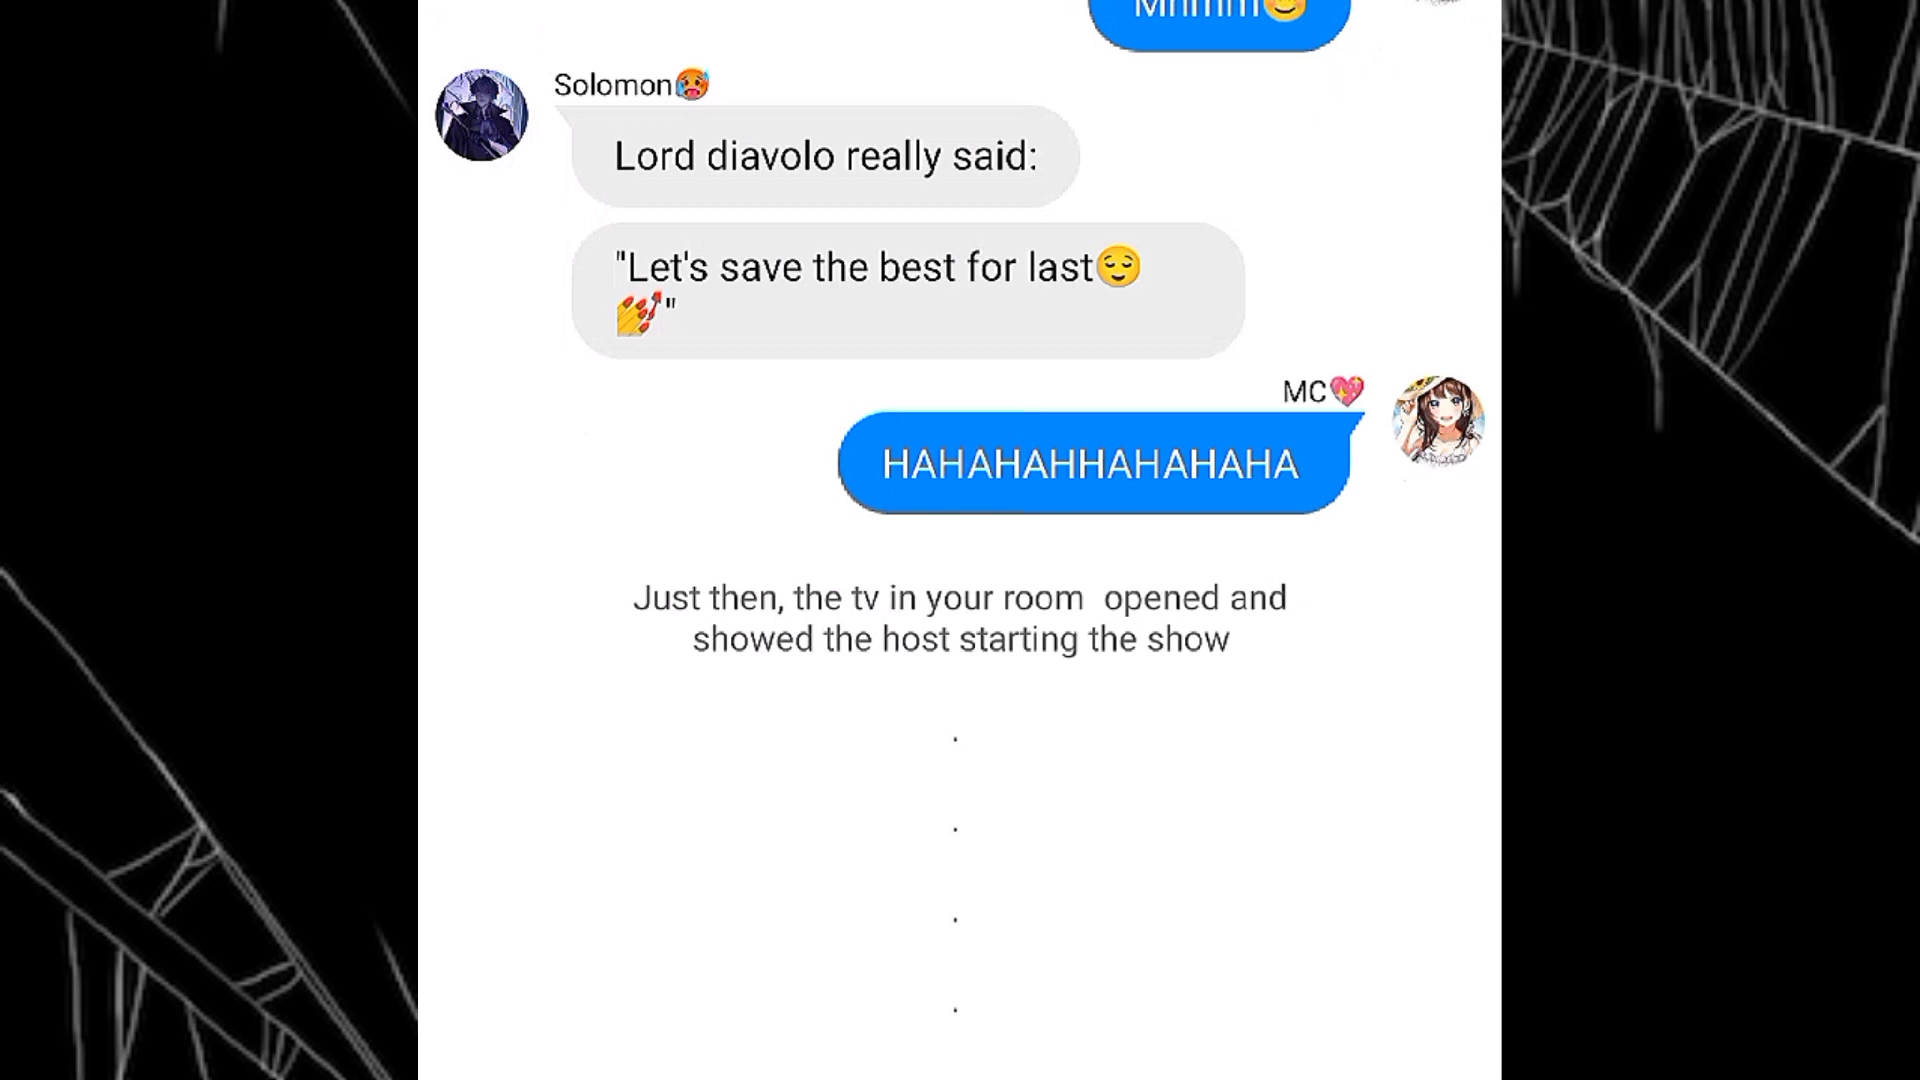 Mhmm😊
Solomon🥵
Lord diavolo really said:
"Let's save the best for last😌
💅"
MC💖
HAHAHAHHAHAHAHA
Just then, the tv in your room  opened and
showed the host starting the show
.
.
.
.